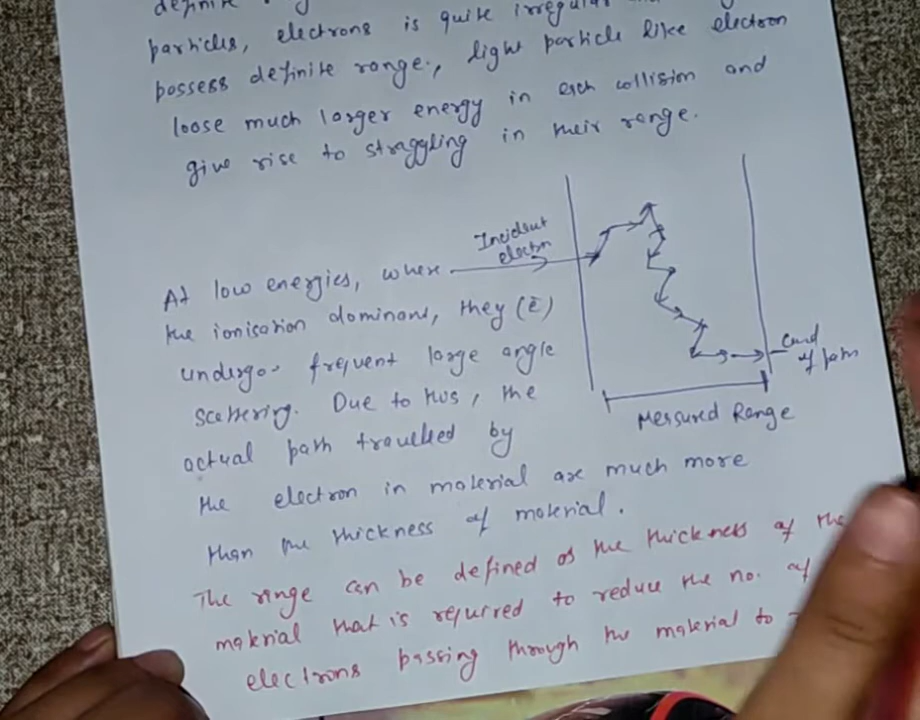 particles, electrons is quite irregular
possess definite range., light particle like electron
loose much larger energy in each collision and
give rise to straggling in their range.
Incident
electrn
At low energies, where
the ionisation dominant, they (ē)
undergo frequent large angle
scattering. Due to this, the
actual path travelled by
the electron in material are much more
than the thickness of material.
end
of path
Mesured Range
The range can be defined as the thickness of the
material that is required to reduce the no. of
electrons passing through the material to